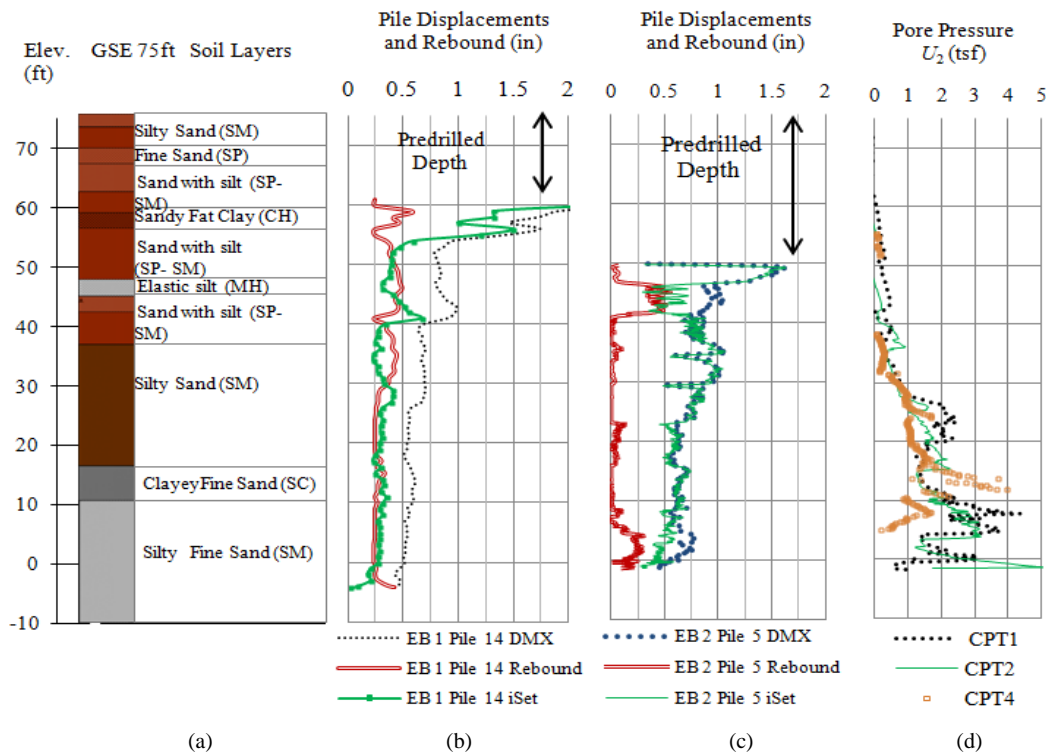 Elev.
(ft)
GSE 75ft Soil Layers
70
60
50
40
30
20
10
0
-10
Silty Sand (SM)
Fine Sand (SP)
Sand with silt (SP-
SM)
Sandy Fat Clay (CH)
Sand with silt
(SP- SM)
Elastic silt (MH)
Sand with silt (SP-
SM)
Silty Sand (SM)
Clayey Fine Sand (SC)
Silty Fine Sand (SM)
(a)
Pile Displacements
and Rebound (in)
0 0.5 1 1.5 2
Predrilled
Depth
EB 1 Pile 14 DMX
EB 1 Pile 14 Rebound
EB 1 Pile 14 iSet
(b)
Pile Displacements
and Rebound (in)
0 0.5 1 1.5 2
Predrilled
Depth
EB 2 Pile 5 DMX
EB 2 Pile 5 Rebound
EB 2 Pile 5 iSet
(c)
Pore Pressure
U2 (tsf)
0 1 2 3 4 5
CPT1
CPT2
CPT4
(d)